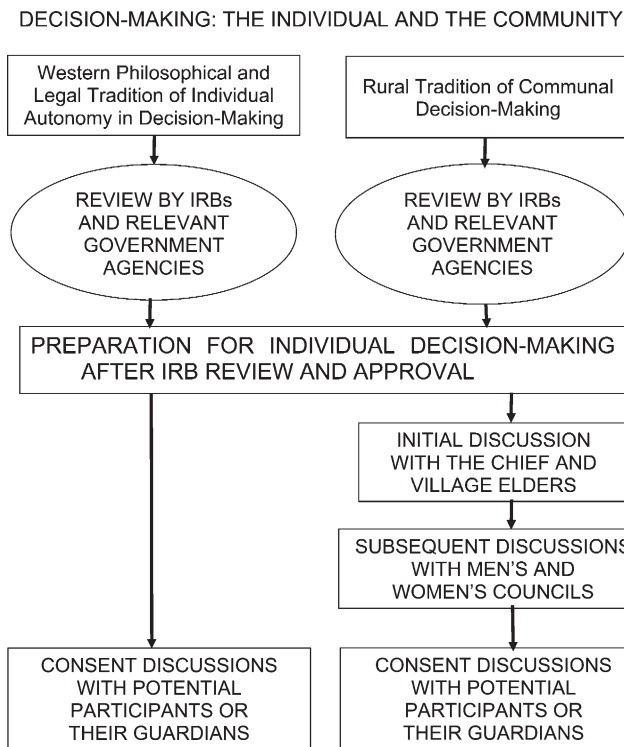 DECISION-MAKING: THE INDIVIDUAL AND THE COMMUNITY
Western Philosophical and
Legal Tradition of Individual
Autonomy in Decision-Making
Rural Tradition of Communal
Decision-Making
REVIEW BY IRBs
AND RELEVANT
GOVERNMENT
AGENCIES
REVIEW BY IRBs
AND RELEVANT
GOVERNMENT
AGENCIES
PREPARATION FOR INDIVIDUAL DECISION-MAKING
AFTER IRB REVIEW AND APPROVAL
INITIAL DISCUSSION
WITH THE CHIEF AND
VILLAGE ELDERS
SUBSEQUENT DISCUSSIONS
WITH MEN'S AND
WOMEN'S COUNCILS
CONSENT DISCUSSIONS
WITH POTENTIAL
PARTICIPANTS OR
THEIR GUARDIANS
CONSENT DISCUSSIONS
WITH POTENTIAL
PARTICIPANTS OR
THEIR GUARDIANS